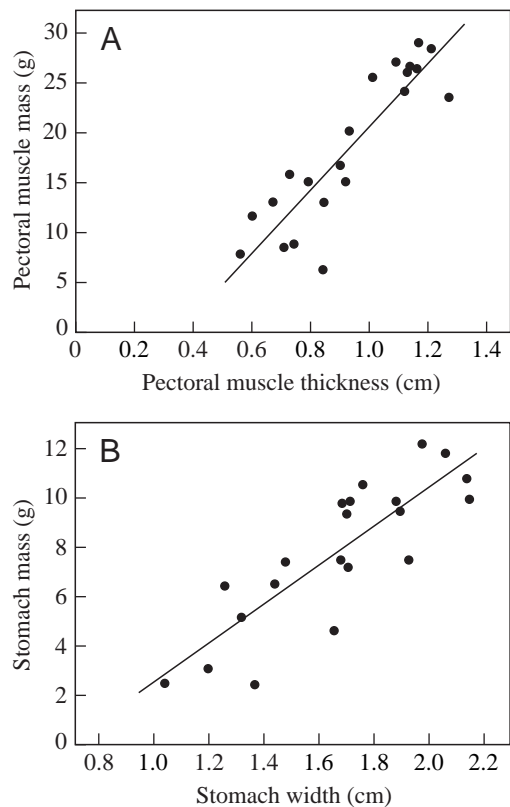 A
30
25
20
15
10
5
0
0 0.2 0.4 0.6 0.8 1.0 1.2 1.4
Pectoral muscle mass (g)
Pectoral muscle thickness (cm)
B
12
10
8
6
4
2
0
0.8 1.0 1.2 1.4 1.6 1.8 2.0 2.2
Stomach mass (g)
Stomach width (cm)